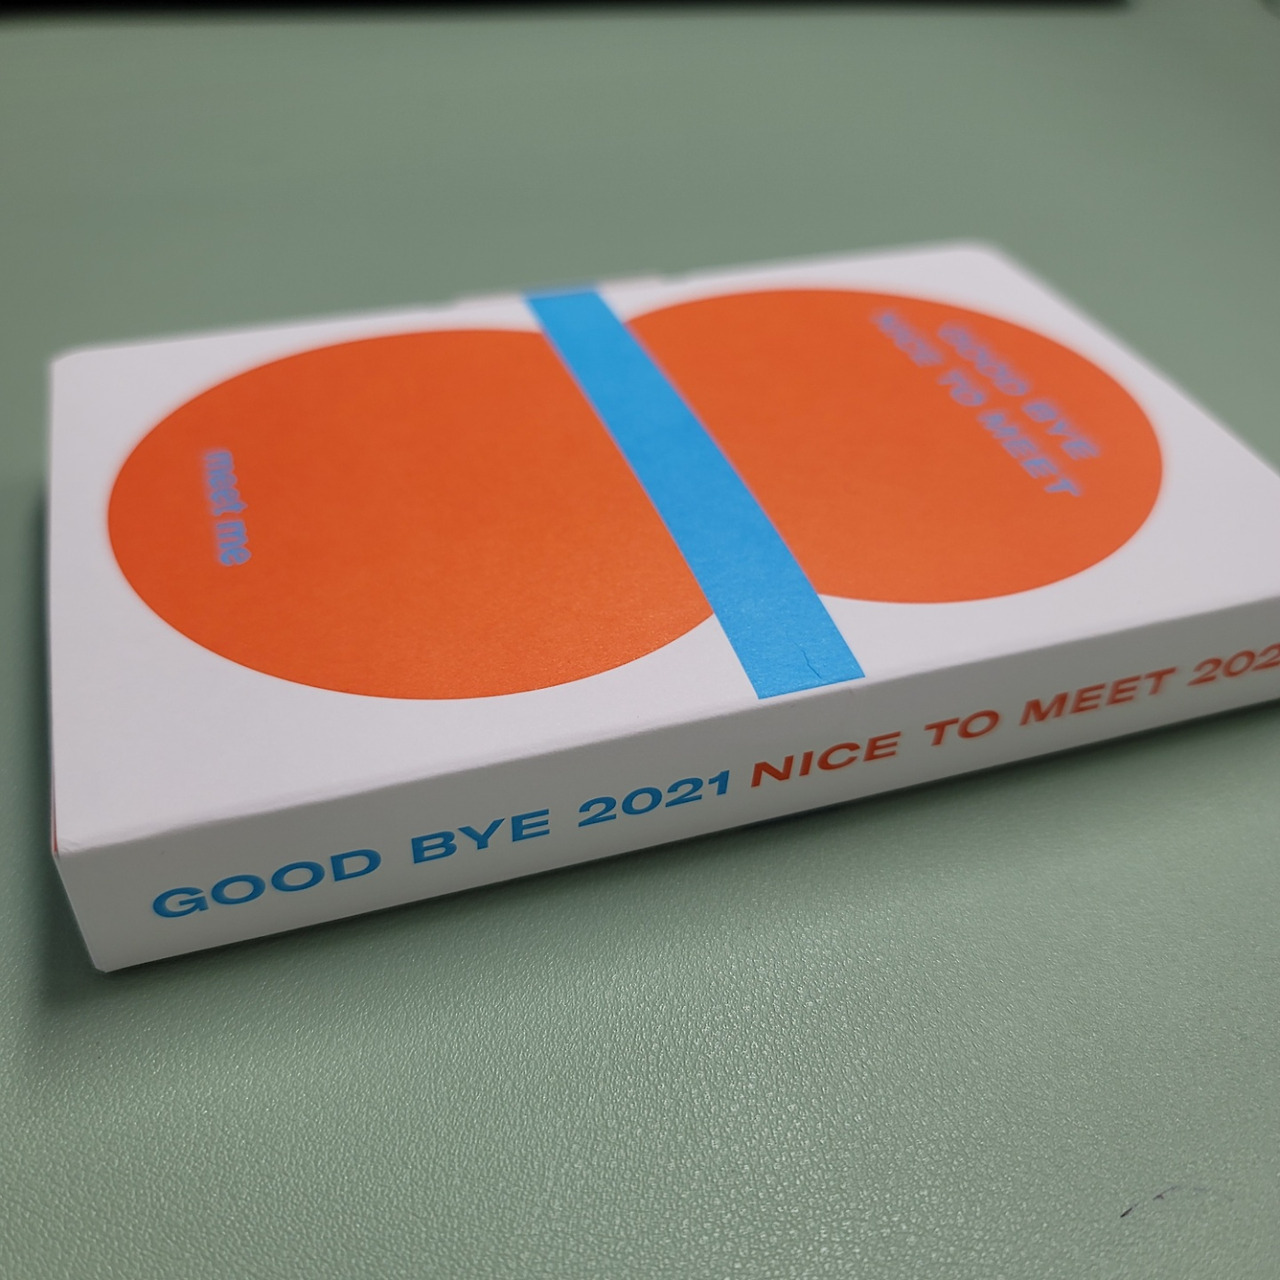 GOOD BYE
NICE TO MEET
meet me
GOOD BYE 2021 NICE TO MEET 202